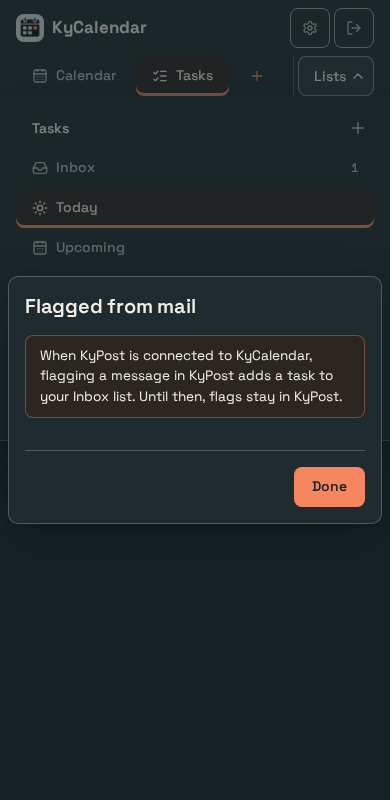 KyCalendar
Calendar
Tasks
Lists
Tasks
Inbox 1
Today
Upcoming
Flagged from mail
When KyPost is connected to KyCalendar,
flagging a message in KyPost adds a task to
your Inbox list. Until then, flags stay in KyPost.
Done